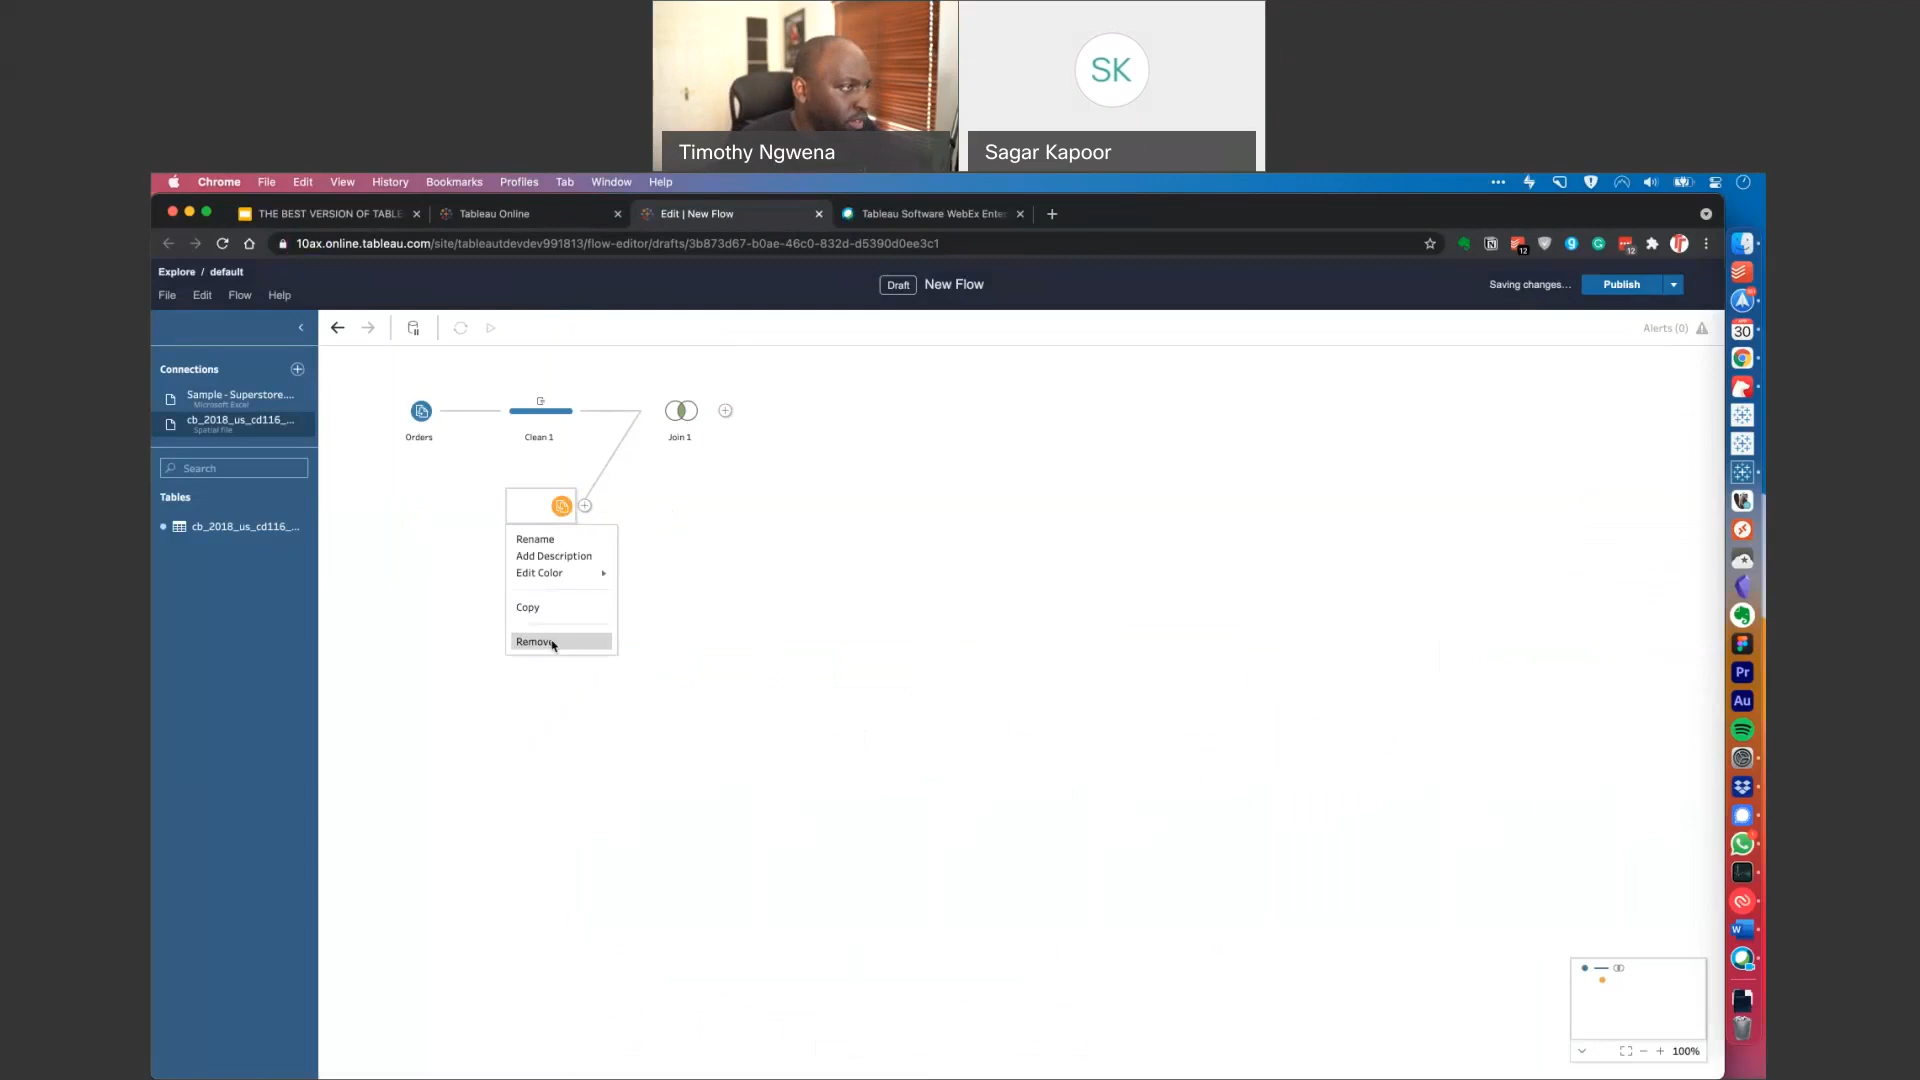 SK
Timothy Ngwena
Sagar Kapoor
Chrome File Edit View History Bookmarks Profiles Tab Window Help
THE BEST VERSION OF TABLE
Tableau Online
Edit | New Flow
Tableau Software WebEx Enter
10ax.online.tableau.com/site/tableautdevdev991813/flow-editor/drafts/3b873d67-b0ae-46c0-832d-d5390d0ee3c1
12
12
Explore / default
File Edit Flow Help
Draft New Flow
Saving changes...
Publish
30
Alerts (0)
Connections
Sample - Superstore....
Microsoft Excel
cb_2018_us_cd116_...
Spatial File
Search
Tables
cb_2018_us_cd116_...
Orders
Clean 1
Join 1
Rename
Add Description
Edit Color
Copy
Remove
Pr
Au
W
100%